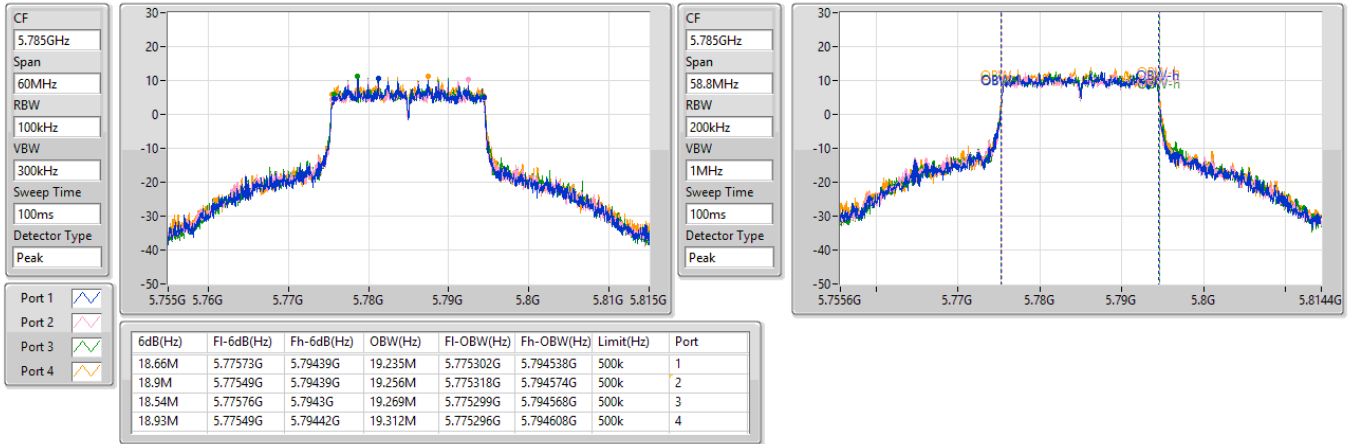 CF
5.785GHz
Span
60MHz
RBW
100kHz
VBW
300kHz
Sweep Time
100ms
Detector Type
Peak
30
20
10
0
-10
-20
-30
-40
-50
5.755G 5.76G 5.77G 5.78G 5.79G 5.8G 5.81G 5.815G
CF
5.785GHz
Span
58.8MHz
RBW
200kHz
VBW
1MHz
Sweep Time
100ms
Detector Type
Peak
30
20
10
0
-10
-20
-30
-40
-50
OBW-h
5.7556G 5.77G 5.78G 5.79G 5.8G 5.8144G
Port 1
Port 2
Port 3
Port 4
6dB(Hz) Fl-6dB(Hz) Fh-6dB(Hz) OBW(Hz) Fl-OBW(Hz) Fh-OBW(Hz) Limit(Hz) Port
18.66M 5.77573G 5.79439G 19.235M 5.775302G 5.794538G 500k 1
18.9M 5.77549G 5.79439G 19.256M 5.775318G 5.794574G 500k 2
18.54M 5.77576G 5.7943G 19.269M 5.775299G 5.794568G 500k 3
18.93M 5.77549G 5.79442G 19.312M 5.775296G 5.794608G 500k 4